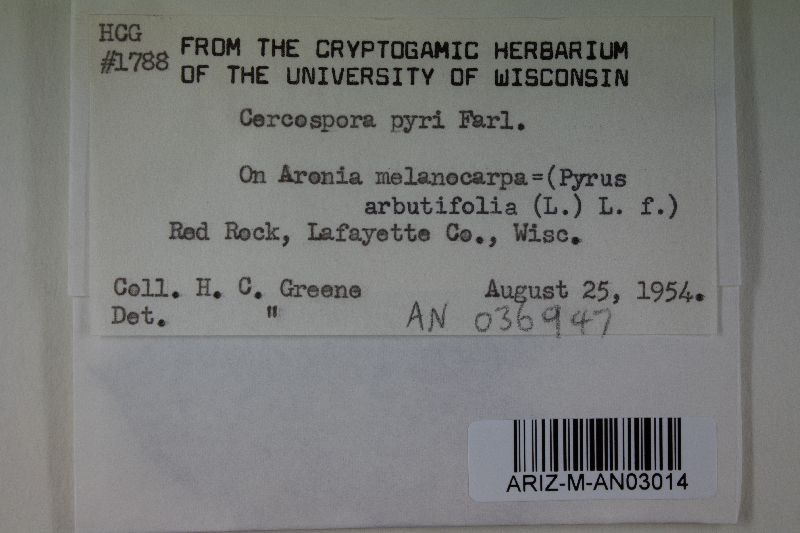 HCG
#1788
FROM THE CRYPTOGAMIC HERBARIUM
OF THE UNIVERSITY OF WISCONSIN
Cercospora pyri Farl.
On Aronia melanocarpa=(Pyrus
arbutifolia (L.) L. f.)
Red Rock, Lafayette Co., Wisc.
Coll. H. C. Greene August 25, 1954.
Det. " AN 036947
ARIZ-M-AN03014